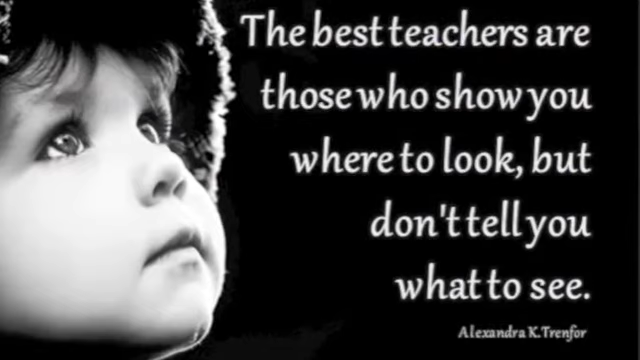 The best teachers are
those who show you
where to look, but
don't tell you
what to see.
Alexandra K.Trenfor